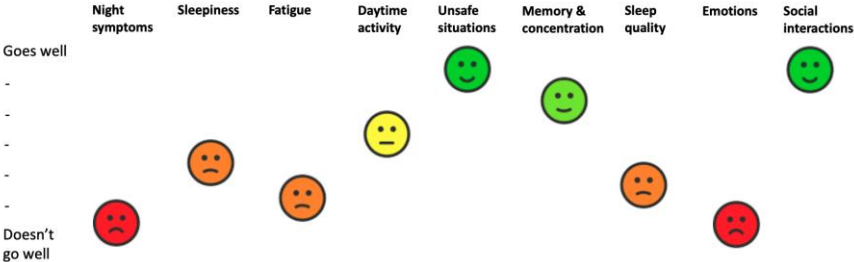 Night symptoms
Sleepiness
Fatigue
Daytime activity
Unsafe situations
Memory & concentration
Sleep quality
Emotions
Social interactions
Goes well
-
-
-
-
-
Doesn't
go well